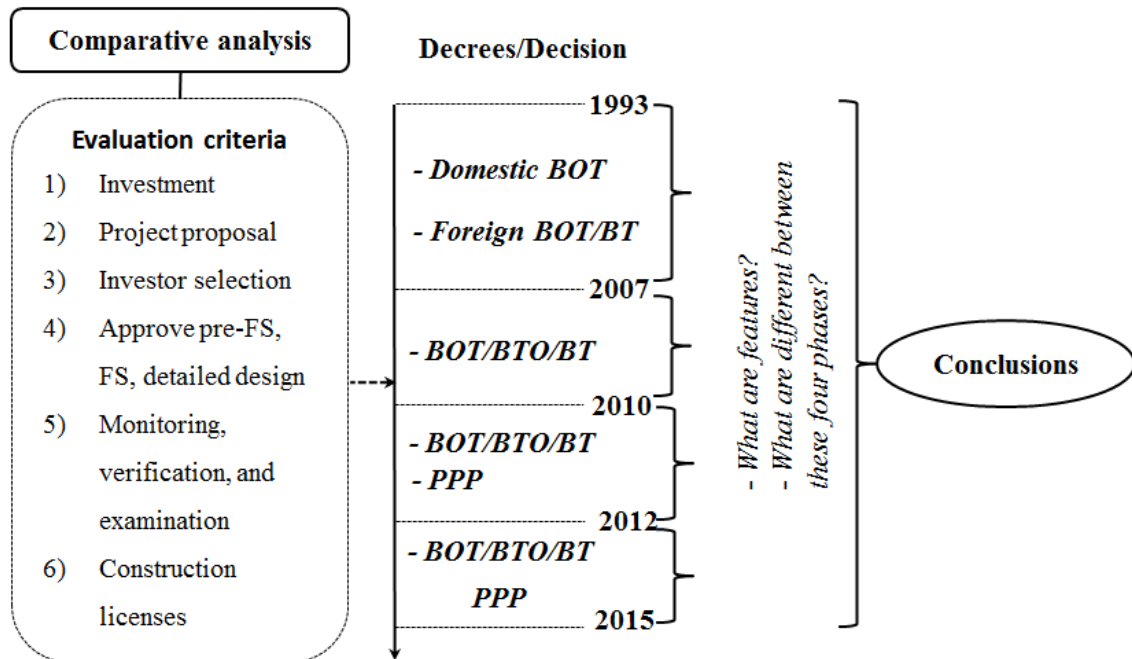 Comparative analysis
Evaluation criteria
1) Investment
2) Project proposal
3) Investor selection
4) Approve pre-FS,
FS, detailed design
5) Monitoring,
verification, and
examination
6) Construction
licenses
Decrees/Decision
1993
- Domestic BOT
- Foreign BOT/BT
2007
- BOT/BTO/BT
2010
- BOT/BTO/BT
- PPP
2012
- BOT/BTO/BT
PPP
2015
- What are features?
- What are different between
these four phases?
Conclusions